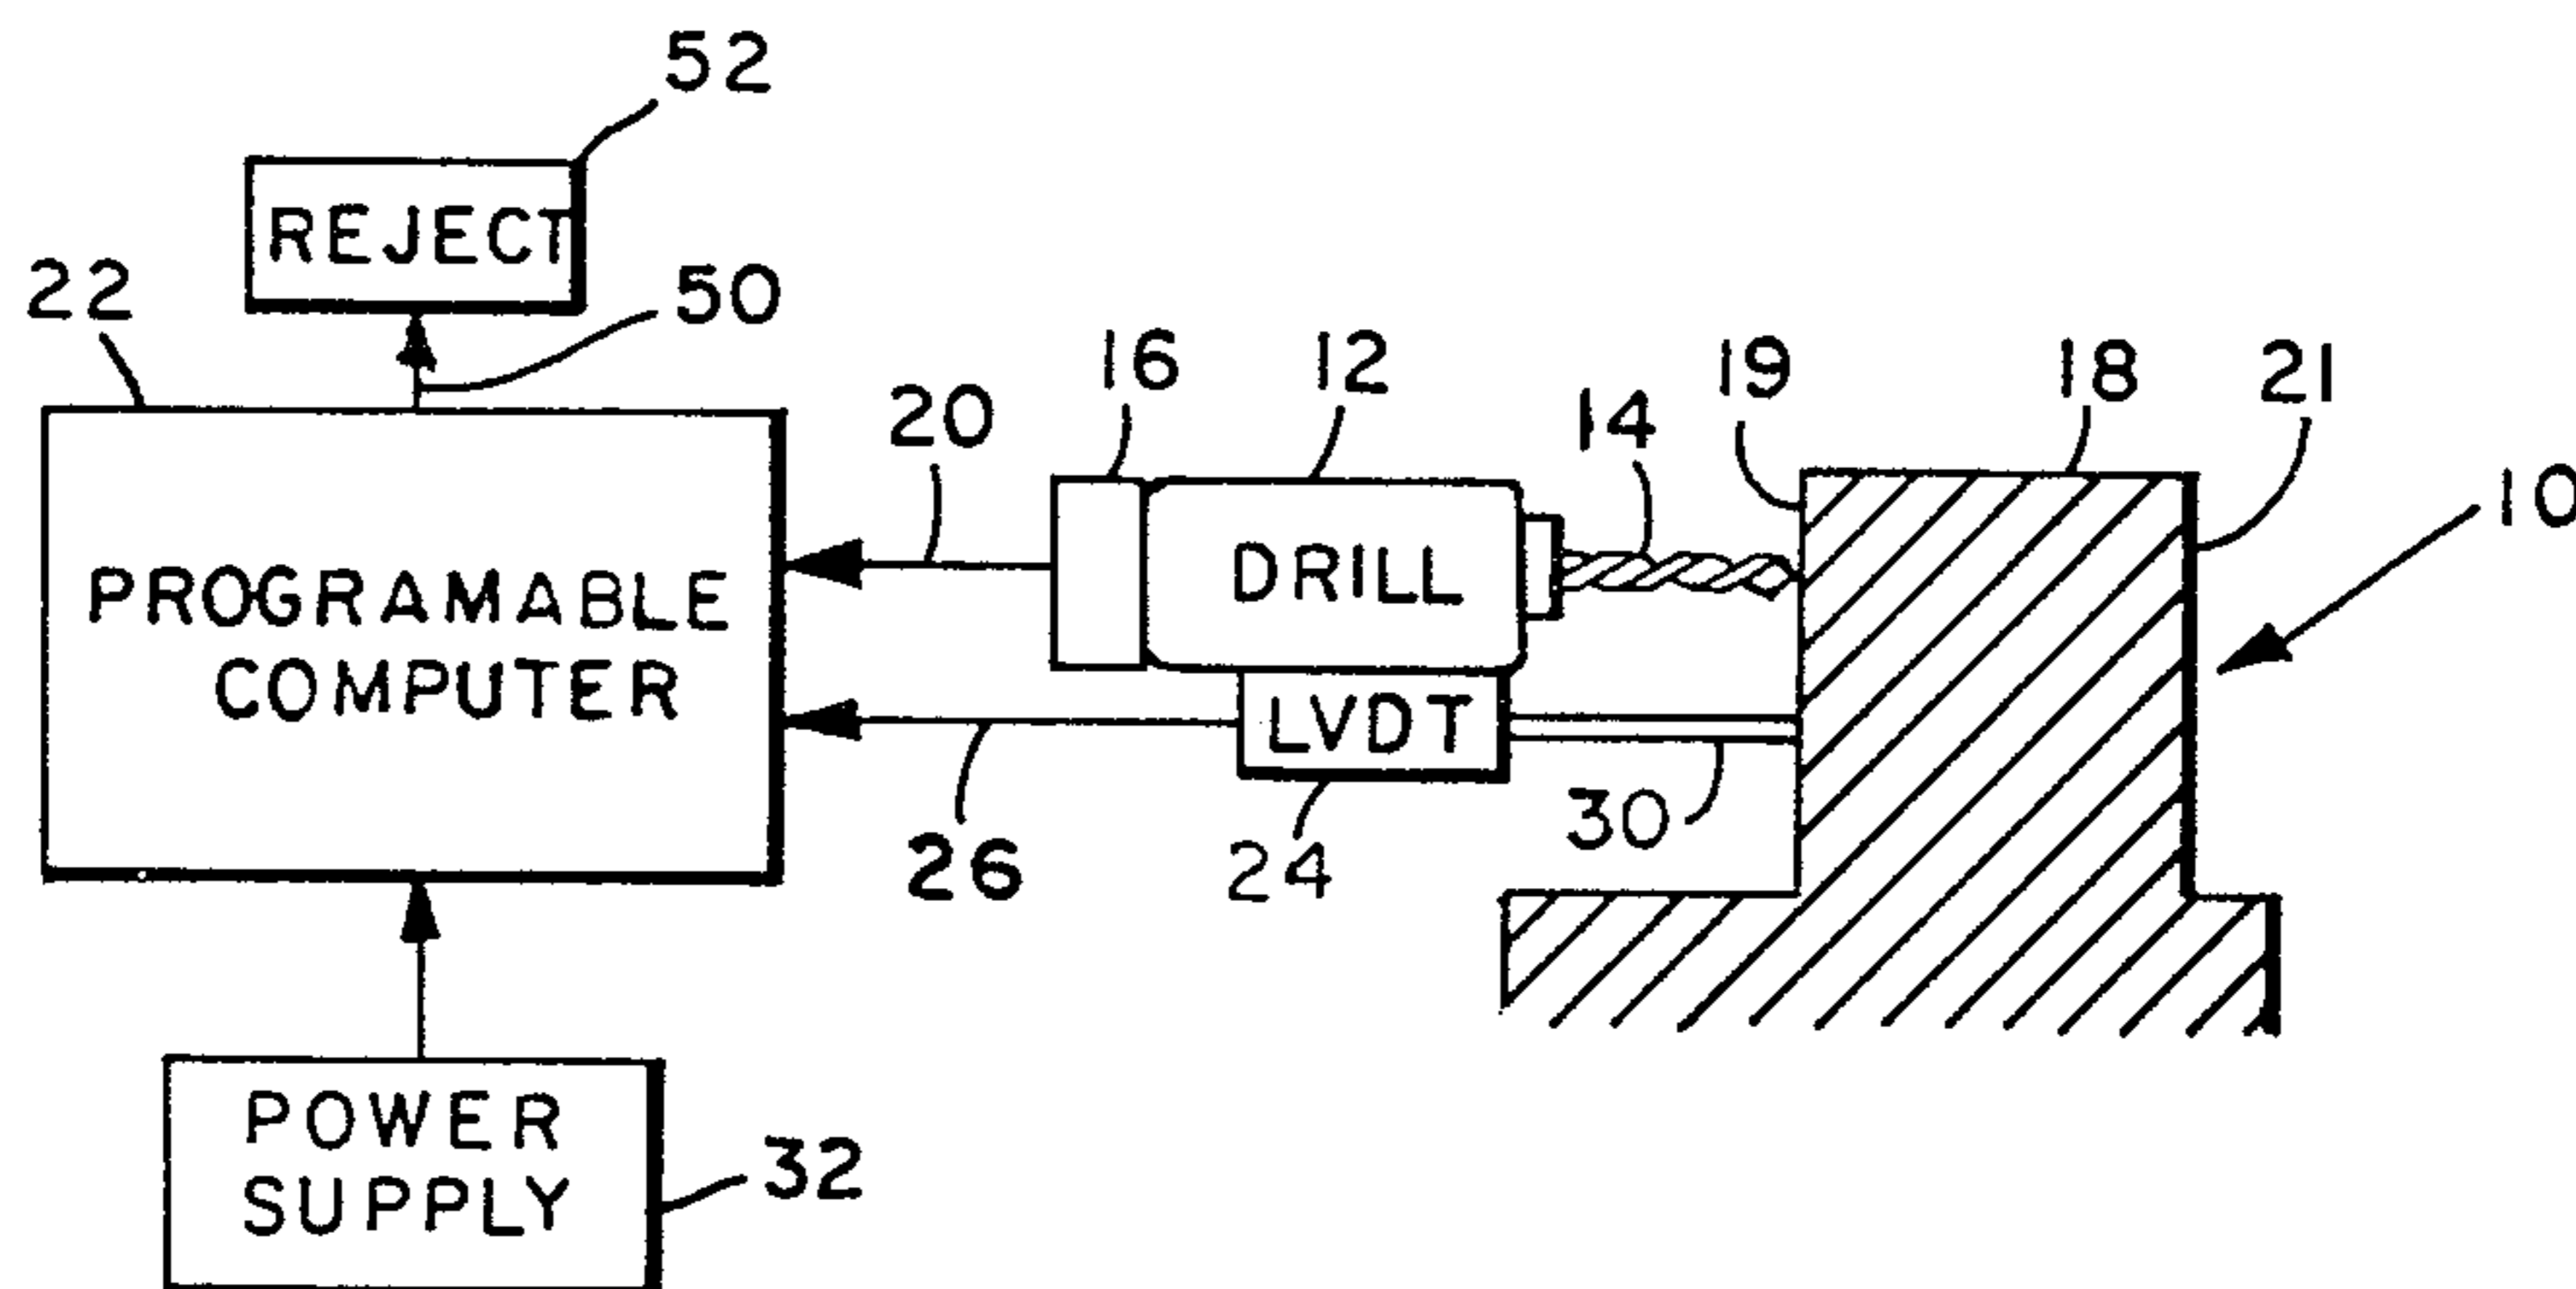 52
REJECT
22
50
16
12
19
18
21
20
14
10
DRILL
PROGRAMABLE
COMPUTER
LVDT
30
26
24
POWER
SUPPLY
32